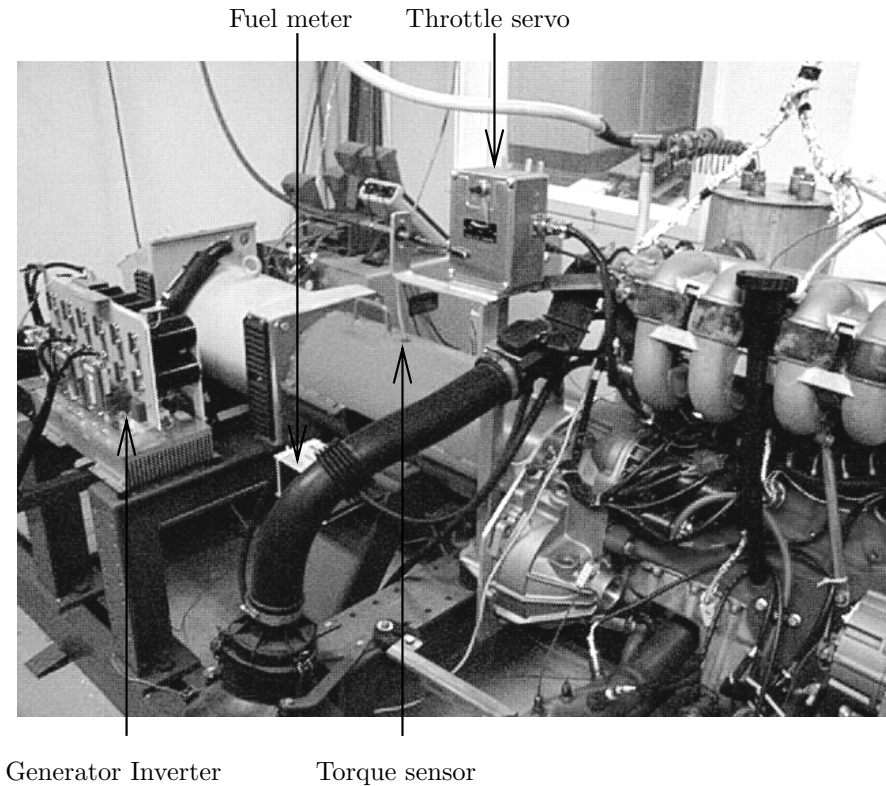 Fuel meter
Throttle servo
Generator Inverter
Torque sensor